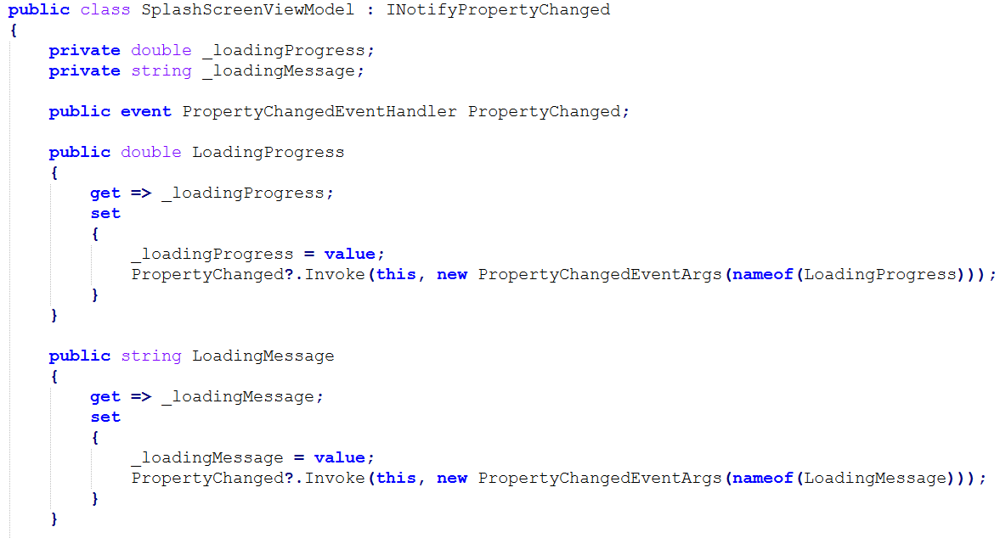 public class SplashScreenViewModel : INotifyPropertyChanged
{
    private double _loadingProgress;
    private string _loadingMessage;

    public event PropertyChangedEventHandler PropertyChanged;

    public double LoadingProgress
    {
        get => _loadingProgress;
        set
        {
            _loadingProgress = value;
            PropertyChanged?.Invoke(this, new PropertyChangedEventArgs(nameof(LoadingProgress)));
        }
    }

    public string LoadingMessage
    {
        get => _loadingMessage;
        set
        {
            _loadingMessage = value;
            PropertyChanged?.Invoke(this, new PropertyChangedEventArgs(nameof(LoadingMessage)));
        }
    }